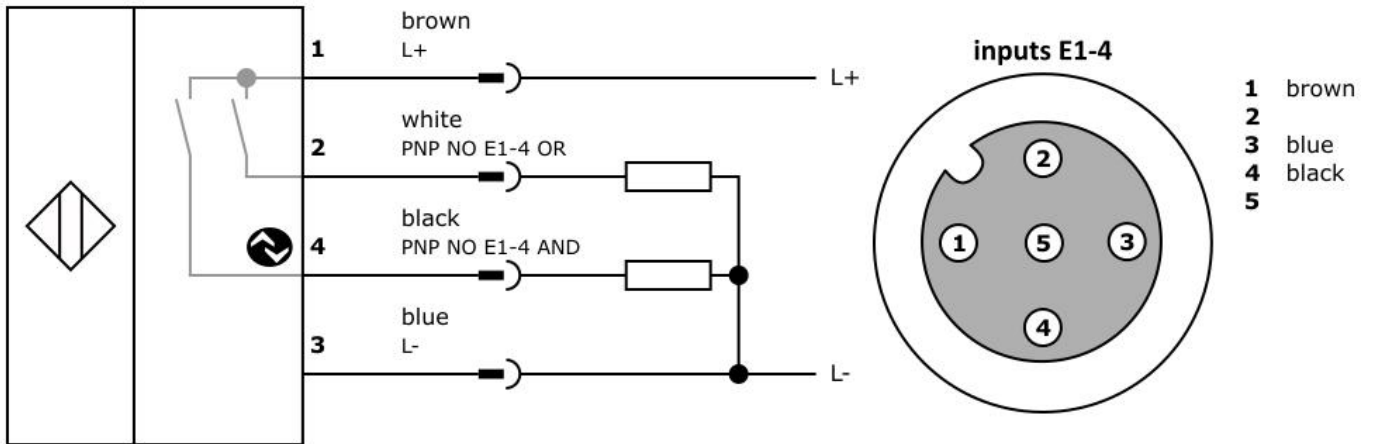 brown
1 L+
L+
white
2 PNP NO E1-4 OR
black
4 PNP NO E1-4 AND
blue
3 L-
L-
inputs E1-4
2
1 5 3
4
1 brown
2
3 blue
4 black
5